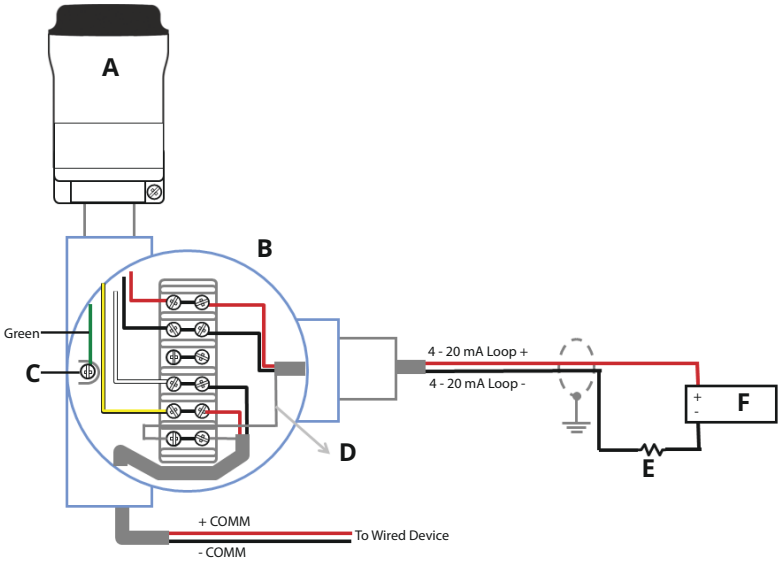 A
B
Green
C
4 - 20 mA Loop +
4 - 20 mA Loop -
+
-
F
D
E
+ COMM
To Wired Device
- COMM